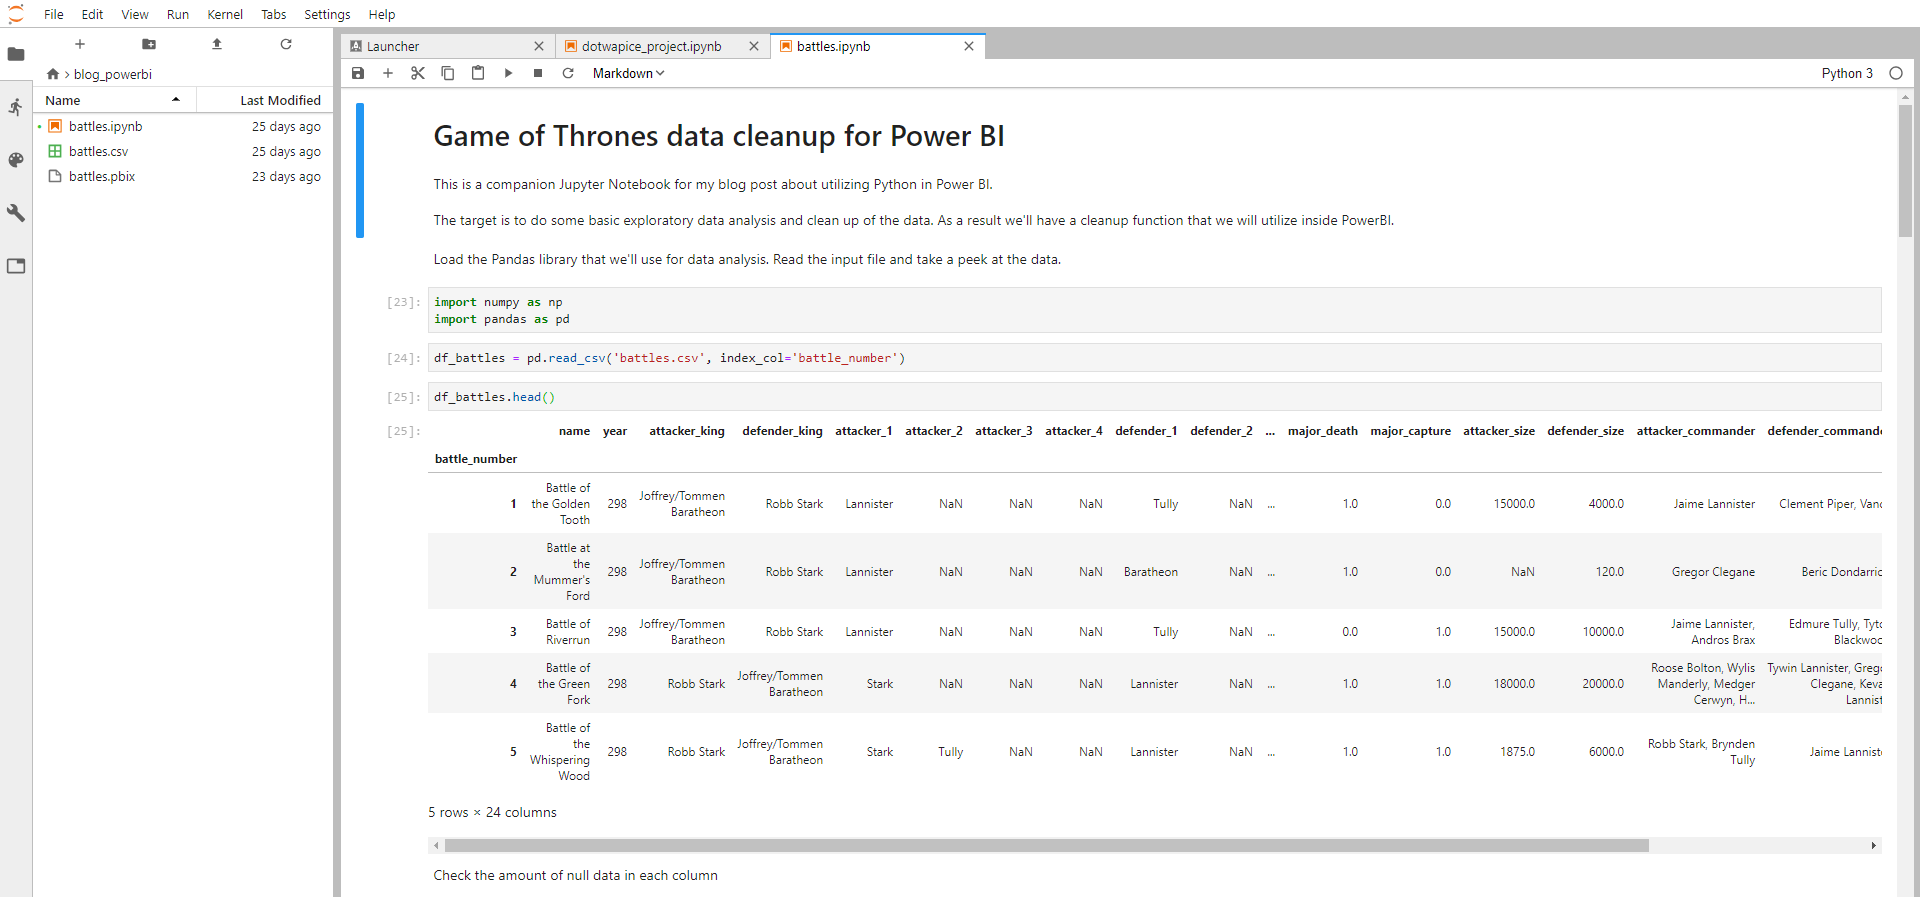 File Edit View Run Kernel Tabs Settings Help
Launcher
dotwapice_project.ipynb
battles.ipynb
blog_powerbi
Markdown
Python 3
Name Last Modified
battles.ipynb 25 days ago
battles.csv 25 days ago
battles.pbix 23 days ago
Game of Thrones data cleanup for Power BI
This is a companion Jupyter Notebook for my blog post about utilizing Python in Power BI.
The target is to do some basic exploratory data analysis and clean up of the data. As a result we'll have a cleanup function that we will utilize inside PowerBI.
Load the Pandas library that we'll use for data analysis. Read the input file and take a peek at the data.
[23]: import numpy as np
import pandas as pd
[24]: df_battles = pd.read_csv('battles.csv', index_col='battle_number')
[25]: df_battles.head()
[25]: name year attacker_king defender_king attacker_1 attacker_2 attacker_3 attacker_4 defender_1 defender_2 ... major_death major_capture attacker_size defender_size attacker_commander defender_commande
battle_number
Battle of
1 the Golden 298 Joffrey/Tommen Baratheon Robb Stark Lannister NaN NaN NaN Tully NaN ... 1.0 0.0 15000.0 4000.0 Jaime Lannister Clement Piper, Vanc
Tooth
Battle at
the
2 Mummer's 298 Joffrey/Tommen Baratheon Robb Stark Lannister NaN NaN NaN Baratheon NaN ... 1.0 0.0 NaN 120.0 Gregor Clegane Beric Dondarric
Ford
Battle of Joffrey/Tommen Jaime Lannister, Edmure Tully, Tyto
3 Riverrun 298 Baratheon Robb Stark Lannister NaN NaN NaN Tully NaN ... 0.0 1.0 15000.0 10000.0 Andros Brax Blackwoo
Battle of Roose Bolton, Wylis Tywin Lannister, Grego
4 the Green 298 Robb Stark Joffrey/Tommen Baratheon Stark NaN NaN NaN Lannister NaN ... 1.0 1.0 18000.0 20000.0 Manderly, Medger Clegane, Keva
Fork Cerwyn, H... Lannist
Battle of
the
5 Whispering 298 Robb Stark Joffrey/Tommen Baratheon Stark Tully NaN NaN Lannister NaN ... 1.0 1.0 1875.0 6000.0 Robb Stark, Brynden Tully Jaime Lanniste
Wood
5 rows × 24 columns
Check the amount of null data in each column